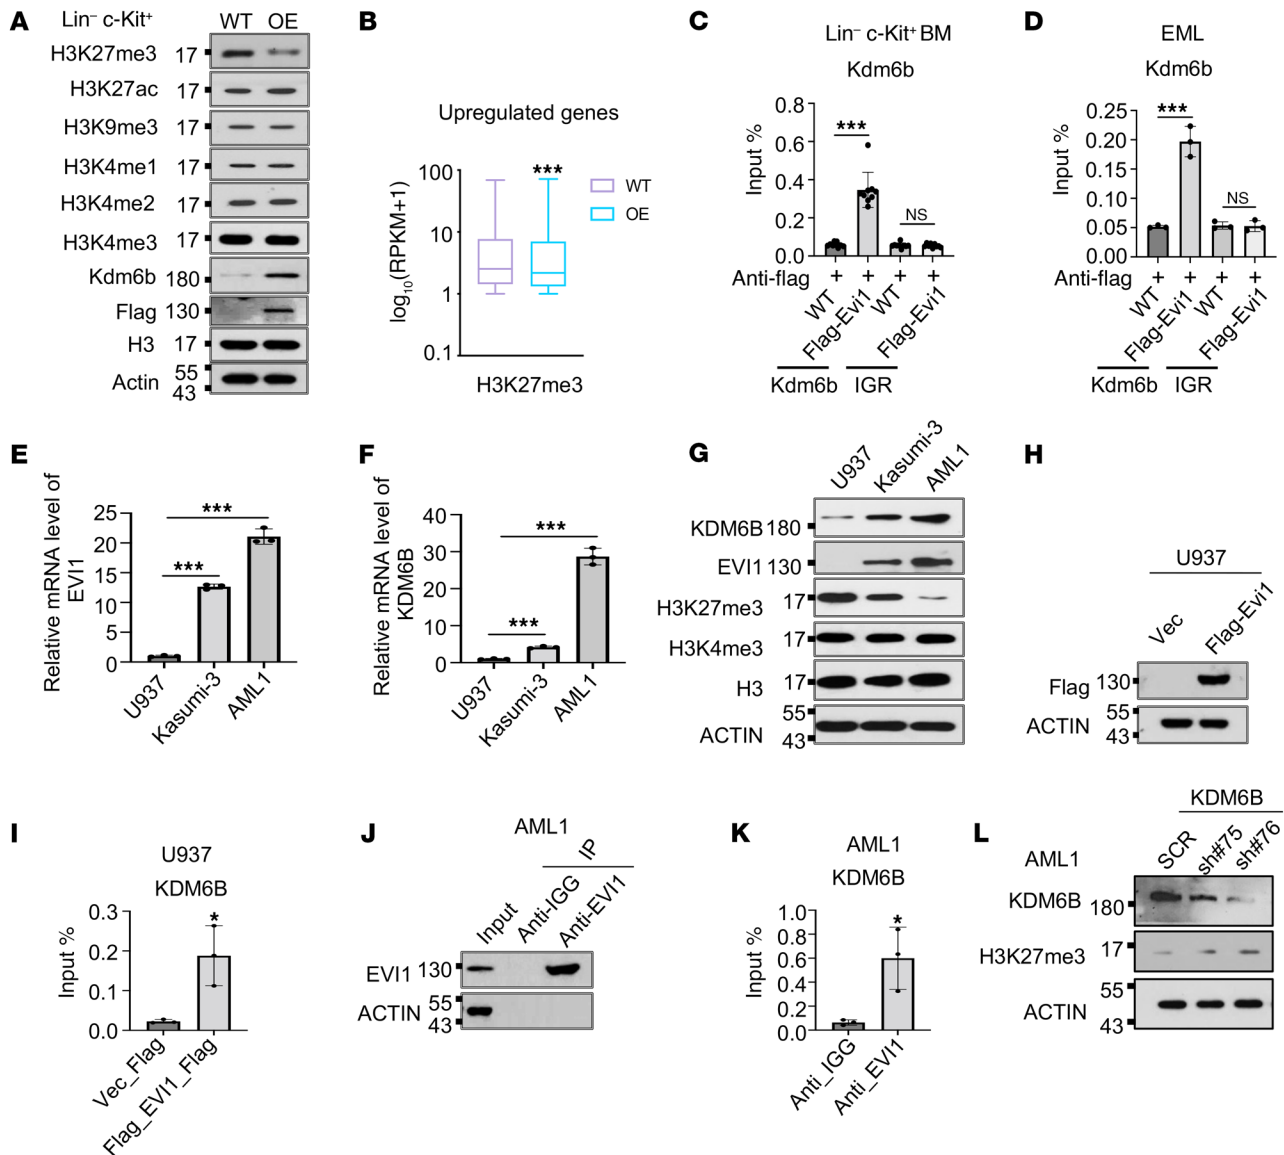 A
Lin⁻ c-Kit⁺ WT OE
H3K27me3 17
H3K27ac 17
H3K9me3 17
H3K4me1 17
H3K4me2 17
H3K4me3 17
Kdm6b 180
Flag 130
H3 17
Actin 55
43
B
Upregulated genes
log₁₀(RPKM+1)
100
10
1
0.1
***
WT
OE
H3K27me3
C
Lin⁻ c-Kit⁺ BM
Kdm6b
Input %
0.8
0.6
0.4
0.2
0.0
***
NS
Anti-flag + + + +
WT
Flag-Evi1
WT
Flag-Evi1
Kdm6b IGR
D
EML
Kdm6b
Input %
0.25
0.20
0.15
0.00
0.05
0.00
***
NS
Anti-flag + + + +
WT
Flag-Evi1
WT
Flag-Evi1
Kdm6b IGR
E
Relative mRNA level of
EVI1
25
20
15
10
5
0
***
***
U937
Kasumi-3
AML1
F
Relative mRNA level of
KDM6B
40
30
20
10
0
***
***
U937
Kasumi-3
AML1
G
U937
Kasumi-3
AML1
KDM6B 180
EVI1 130
H3K27me3 17
H3K4me3 17
H3 17
ACTIN 55
43
H
U937
Vec
Flag-Evi1
Flag 130
ACTIN 55
43
I
U937
KDM6B
Input %
0.3
0.2
0.1
0.0
*
Vec_Flag
Flag_EVI1_Flag
J
AML1
IP
Input
Anti-IGG
Anti-EVI1
EVI1 130
ACTIN 55
43
K
AML1
KDM6B
Input %
1.0
0.8
0.6
0.4
0.2
0.0
*
Anti_IGG
Anti_EVI1
L
KDM6B
AML1
SCR
sh#75
sh#76
KDM6B 180
H3K27me3 17
ACTIN 55
43